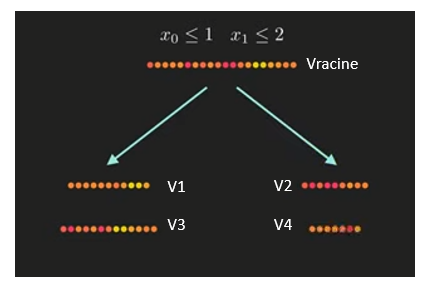 x₀ ≤ 1 x₁ ≤ 2
Vracine
V1
V2
V3
V4